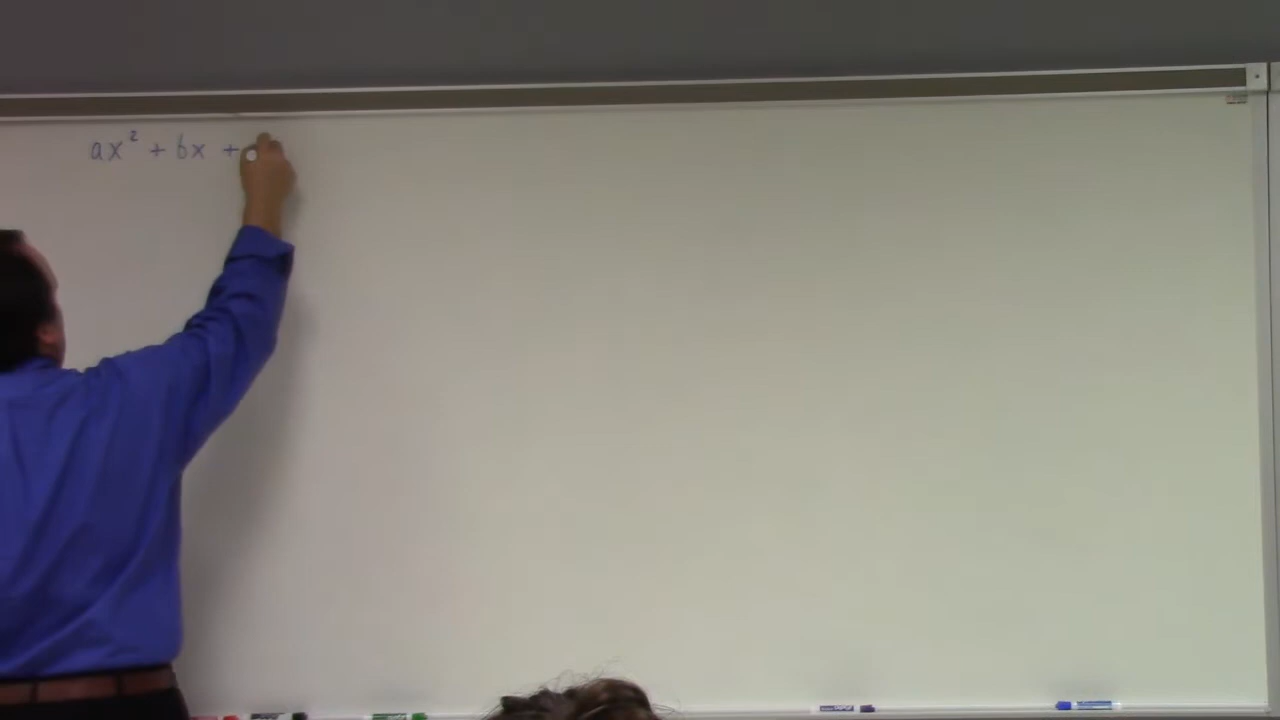 ax² + bx +